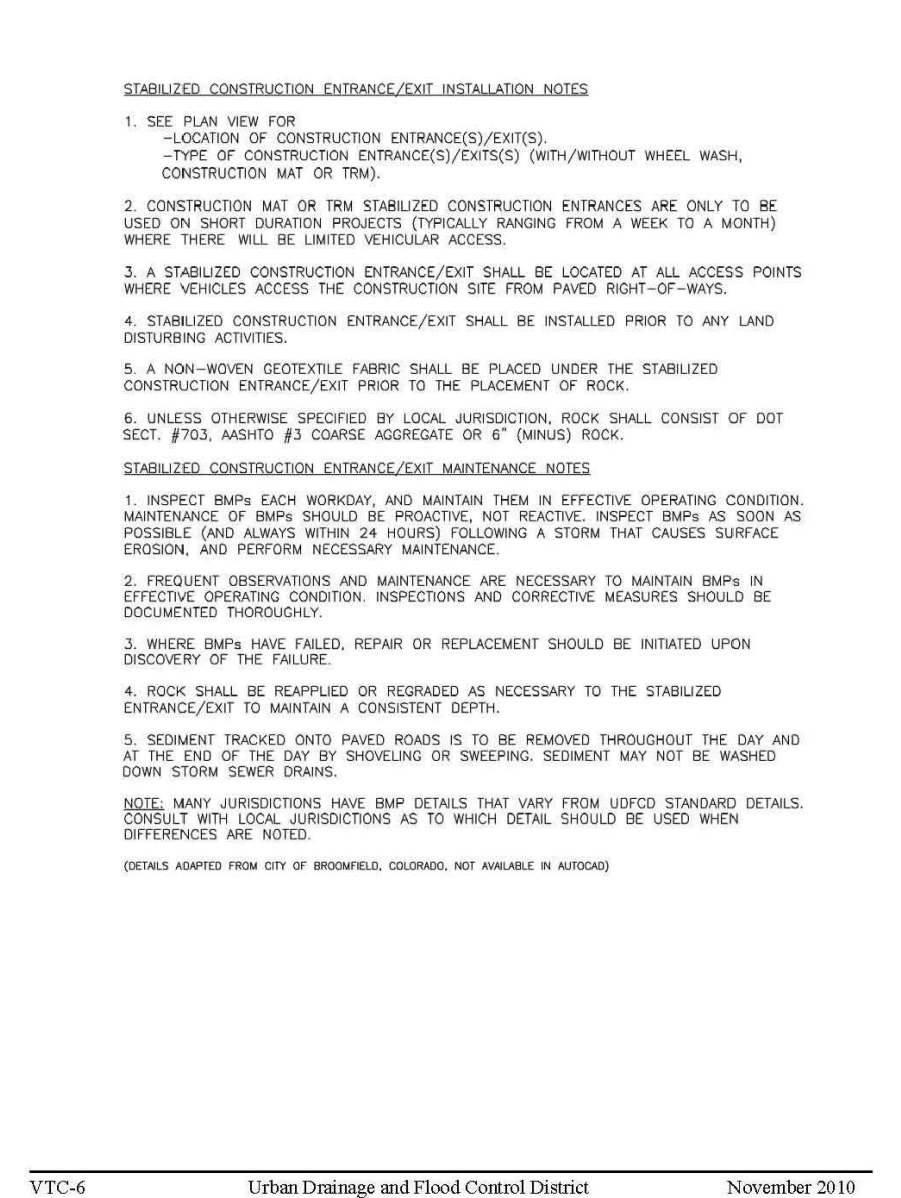 STABILIZED CONSTRUCTION ENTRANCE/EXIT INSTALLATION NOTES
1. SEE PLAN VIEW FOR
–LOCATION OF CONSTRUCTION ENTRANCE(S)/EXIT(S).
–TYPE OF CONSTRUCTION ENTRANCE(S)/EXITS(S) (WITH/WITHOUT WHEEL WASH,
CONSTRUCTION MAT OR TRM).
2. CONSTRUCTION MAT OR TRM STABILIZED CONSTRUCTION ENTRANCES ARE ONLY TO BE
USED ON SHORT DURATION PROJECTS (TYPICALLY RANGING FROM A WEEK TO A MONTH)
WHERE THERE WILL BE LIMITED VEHICULAR ACCESS.
3. A STABILIZED CONSTRUCTION ENTRANCE/EXIT SHALL BE LOCATED AT ALL ACCESS POINTS
WHERE VEHICLES ACCESS THE CONSTRUCTION SITE FROM PAVED RIGHT–OF–WAYS.
4. STABILIZED CONSTRUCTION ENTRANCE/EXIT SHALL BE INSTALLED PRIOR TO ANY LAND
DISTURBING ACTIVITIES.
5. A NON–WOVEN GEOTEXTILE FABRIC SHALL BE PLACED UNDER THE STABILIZED
CONSTRUCTION ENTRANCE/EXIT PRIOR TO THE PLACEMENT OF ROCK.
6. UNLESS OTHERWISE SPECIFIED BY LOCAL JURISDICTION, ROCK SHALL CONSIST OF DOT
SECT. #703, AASHTO #3 COARSE AGGREGATE OR 6" (MINUS) ROCK.
STABILIZED CONSTRUCTION ENTRANCE/EXIT MAINTENANCE NOTES
1. INSPECT BMPs EACH WORKDAY, AND MAINTAIN THEM IN EFFECTIVE OPERATING CONDITION.
MAINTENANCE OF BMPs SHOULD BE PROACTIVE, NOT REACTIVE. INSPECT BMPs AS SOON AS
POSSIBLE (AND ALWAYS WITHIN 24 HOURS) FOLLOWING A STORM THAT CAUSES SURFACE
EROSION, AND PERFORM NECESSARY MAINTENANCE.
2. FREQUENT OBSERVATIONS AND MAINTENANCE ARE NECESSARY TO MAINTAIN BMPs IN
EFFECTIVE OPERATING CONDITION. INSPECTIONS AND CORRECTIVE MEASURES SHOULD BE
DOCUMENTED THOROUGHLY.
3. WHERE BMPs HAVE FAILED, REPAIR OR REPLACEMENT SHOULD BE INITIATED UPON
DISCOVERY OF THE FAILURE.
4. ROCK SHALL BE REAPPLIED OR REGRADED AS NECESSARY TO THE STABILIZED
ENTRANCE/EXIT TO MAINTAIN A CONSISTENT DEPTH.
5. SEDIMENT TRACKED ONTO PAVED ROADS IS TO BE REMOVED THROUGHOUT THE DAY AND
AT THE END OF THE DAY BY SHOVELING OR SWEEPING. SEDIMENT MAY NOT BE WASHED
DOWN STORM SEWER DRAINS.
NOTE: MANY JURISDICTIONS HAVE BMP DETAILS THAT VARY FROM UDFCD STANDARD DETAILS.
CONSULT WITH LOCAL JURISDICTIONS AS TO WHICH DETAIL SHOULD BE USED WHEN
DIFFERENCES ARE NOTED.
(DETAILS ADAPTED FROM CITY OF BROOMFIELD, COLORADO, NOT AVAILABLE IN AUTOCAD)
VTC-6 Urban Drainage and Flood Control District November 2010